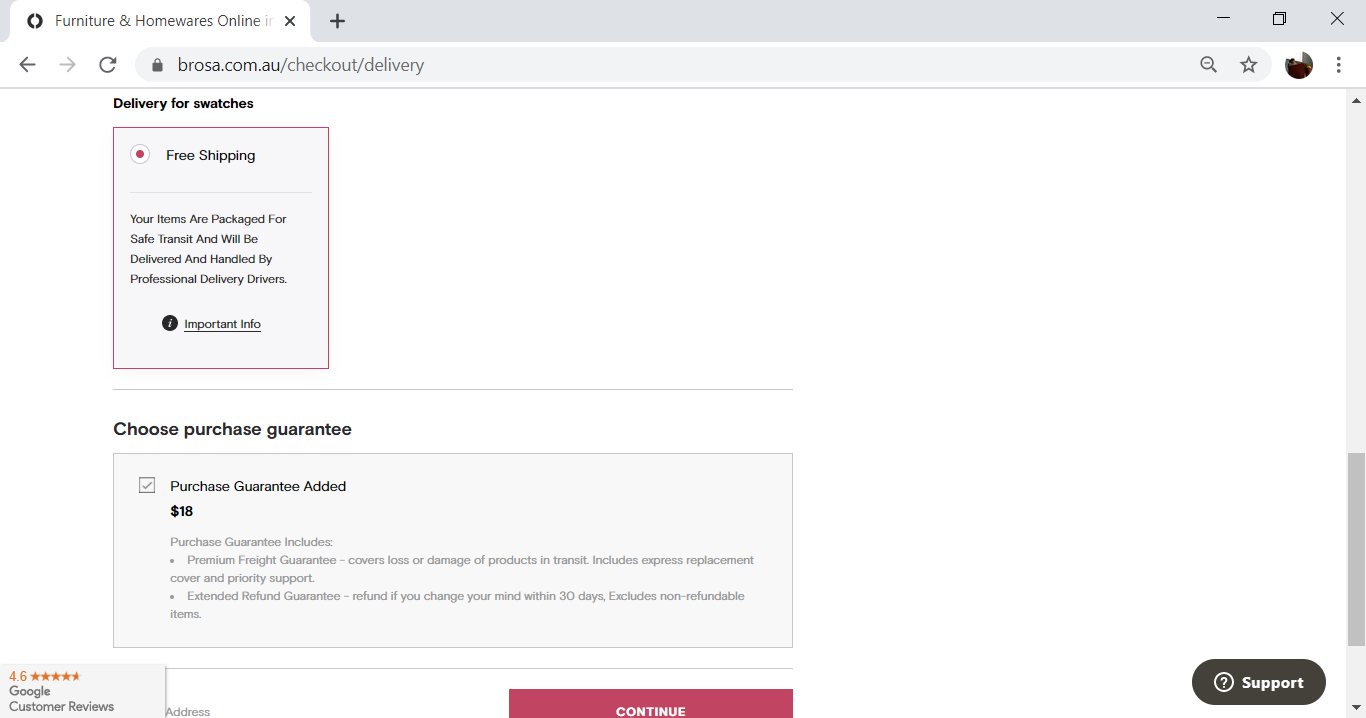 Furniture & Homewares Online in
brosa.com.au/checkout/delivery
Delivery for swatches
Free Shipping
Your Items Are Packaged For
Safe Transit And Will Be
Delivered And Handled By
Professional Delivery Drivers.
i Important Info
Choose purchase guarantee
Purchase Guarantee Added
$18
Purchase Guarantee Includes:
• Premium Freight Guarantee - covers loss or damage of products in transit. Includes express replacement
cover and priority support.
• Extended Refund Guarantee - refund if you change your mind within 30 days, Excludes non-refundable
items.
4.6
Google
Customer Reviews
Address
CONTINUE
? Support